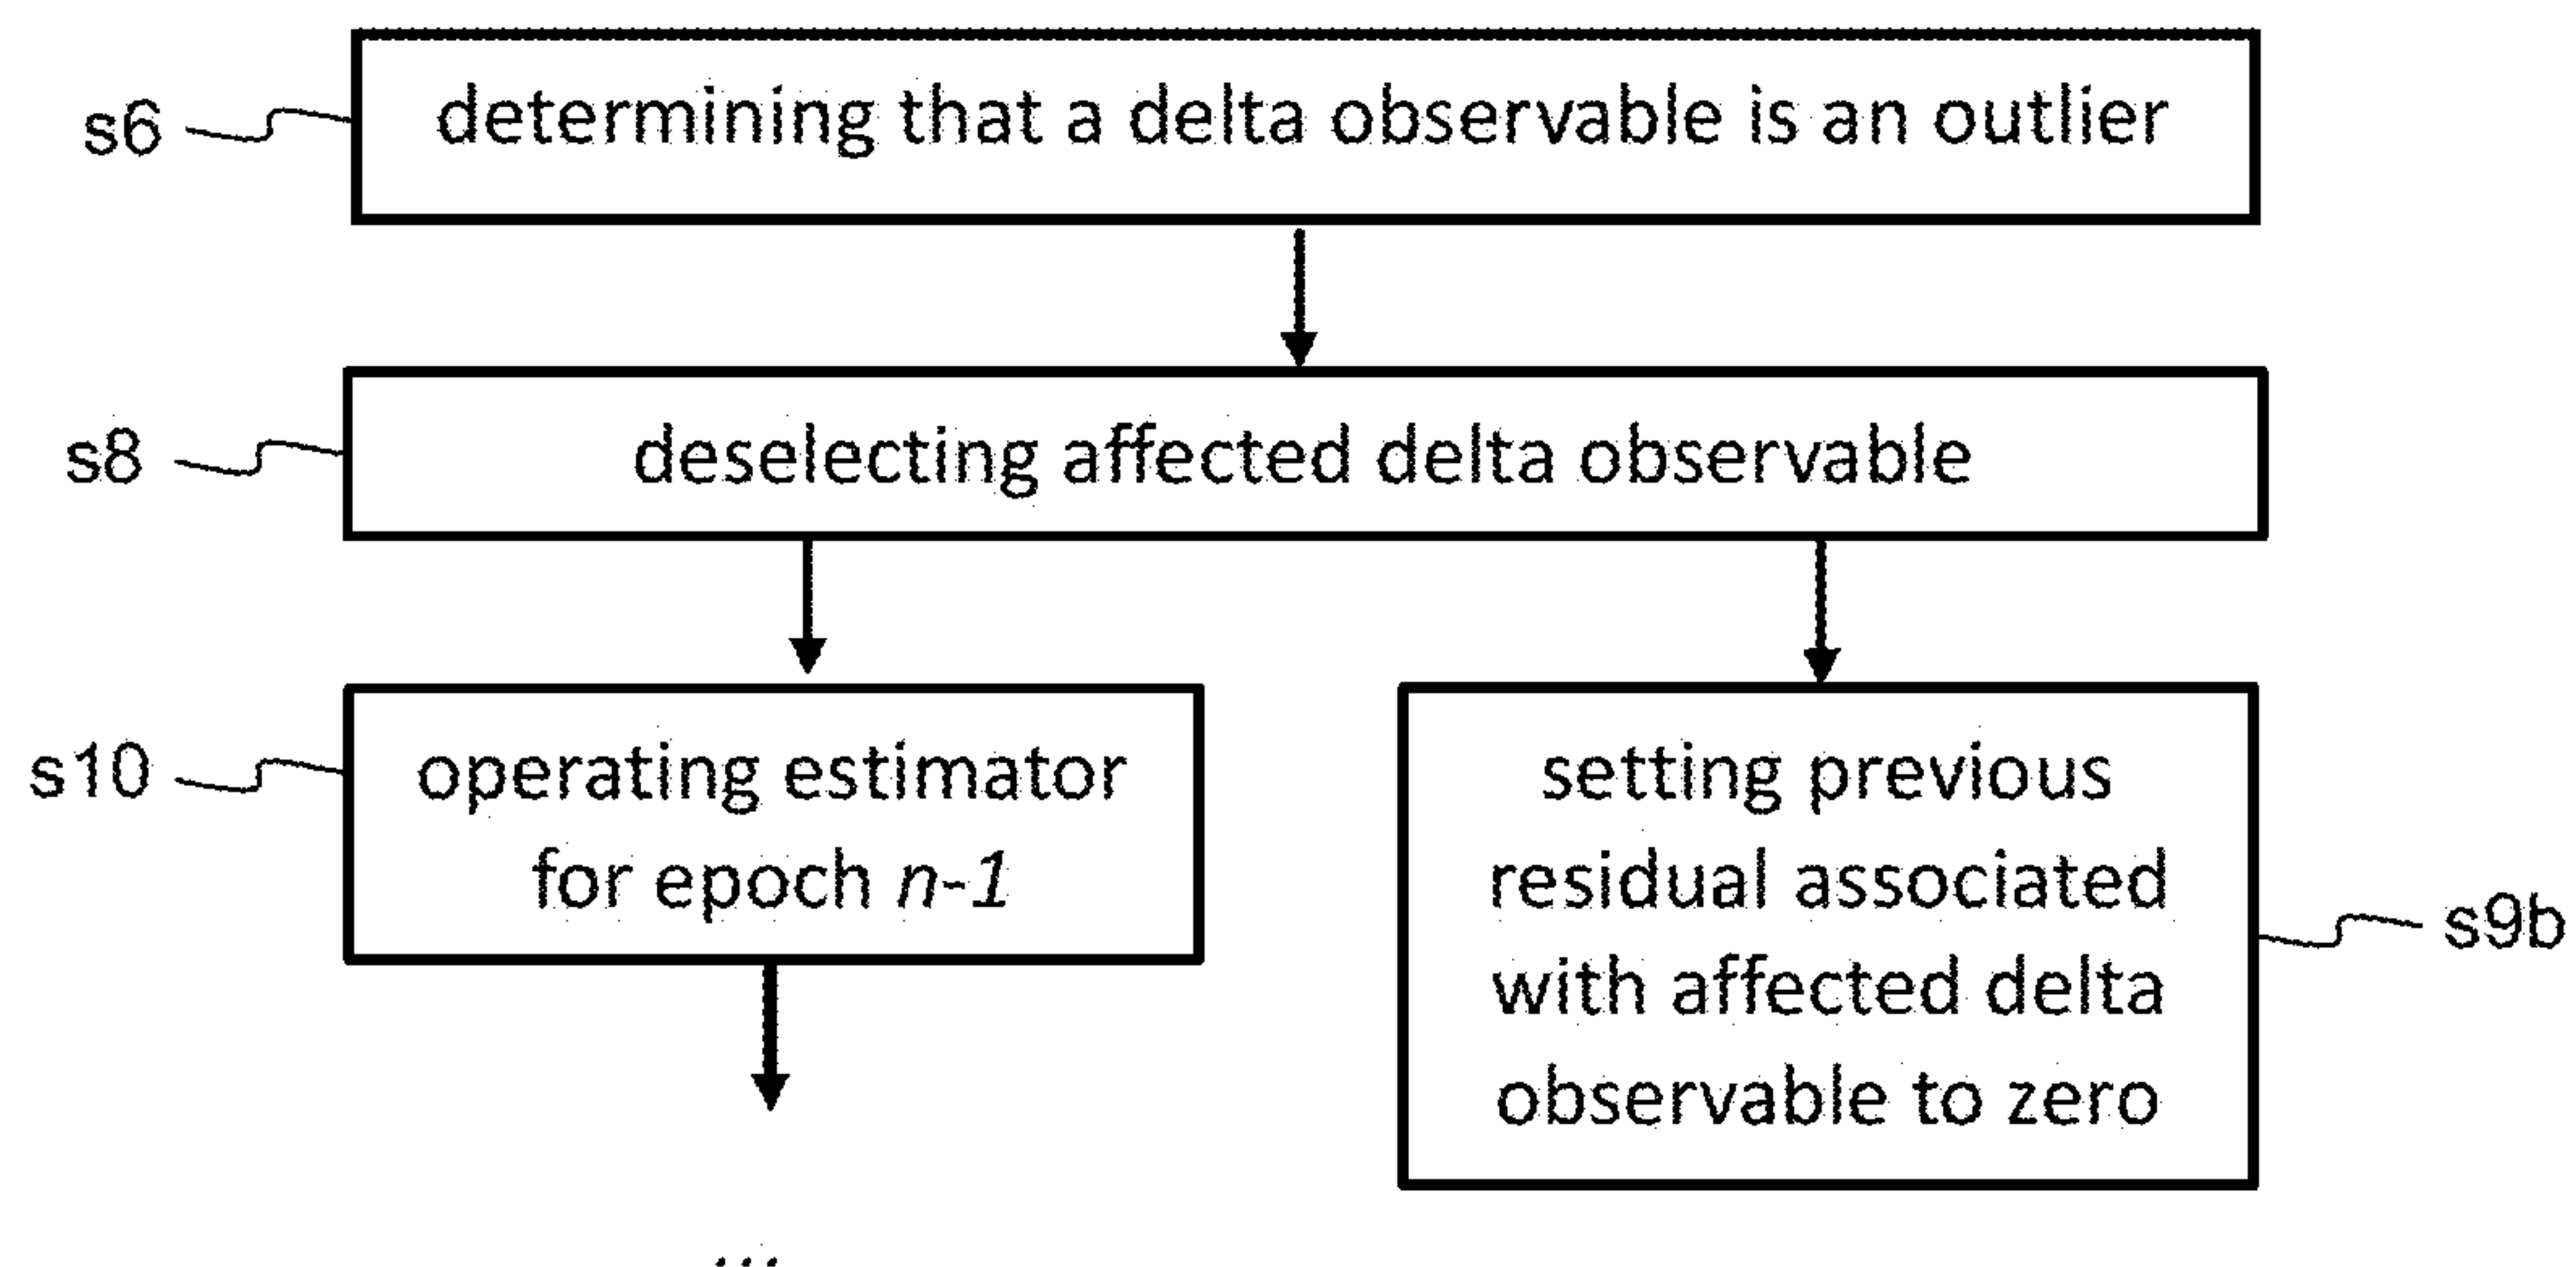 s6
determining that a delta observable is an outlier
s8
deselecting affected delta observable
s10
operating estimator
for epoch n-1
setting previous
residual associated
with affected delta
observable to zero
s9b
...